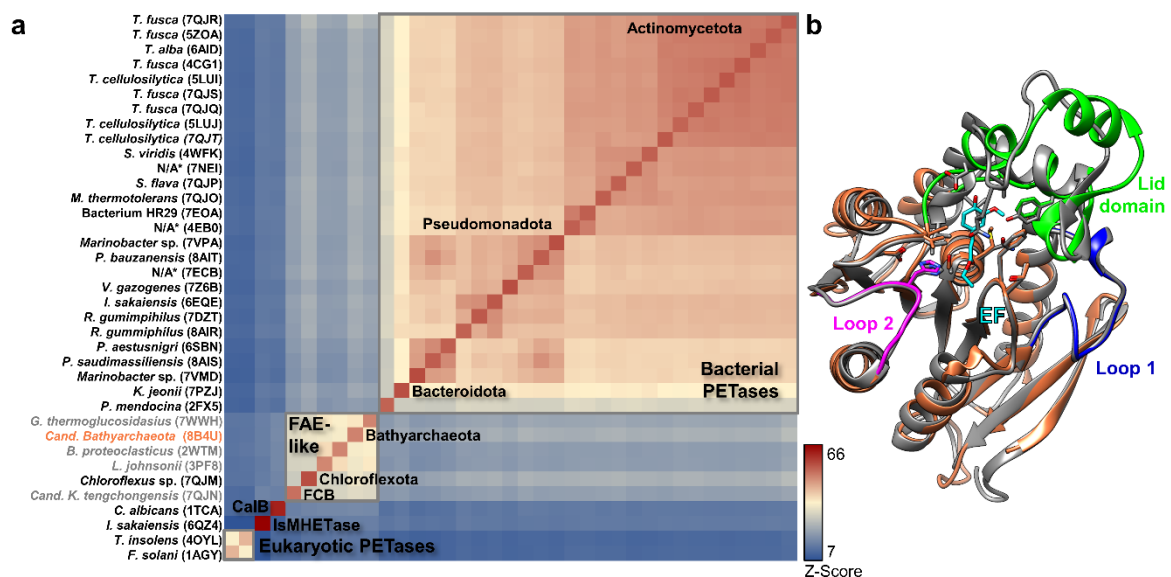 a
T. fusca (7QJR)
T. fusca (5ZOA)
T. alba (6AID)
T. fusca (4CG1)
T. cellulosilytica (5LUI)
T. fusca (7QJS)
T. fusca (7QJQ)
T. cellulosilytica (5LUJ)
T. cellulosilytica (7QJT)
S. viridis (4WFK)
N/A* (7NEI)
S. flava (7QJP)
M. thermotolerans (7QJO)
Bacterium HR29 (7EOA)
N/A* (4EB0)
Marinobacter sp. (7VPA)
P. bauzanensis (8AIT)
N/A* (7ECB)
V. gazogenes (7Z6B)
I. sakaiensis (6EQE)
R. gumimpihilus (7DZT)
R. gummiphilus (8AIR)
P. aestusnigri (6SBN)
P. saudimassiliensis (8AIS)
Marinobacter sp. (7VMD)
K. jeonii (7PZJ)
P. mendocina (2FX5)
G. thermoglucosidasius (7WWH)
Cand. Bathyarchaeota (8B4U)
B. proteoclasticus (2WTM)
L. johnsonii (3PF8)
Chloroflexus sp. (7QJM)
Cand. K. tengchongensis (7QJN)
C. albicans (1TCA)
I. sakaiensis (6QZ4)
T. insolens (4OYL)
F. solani (1AGY)
Actinomycetota
Pseudomonadota
Bacterial
PETases
Bacteroidota
FAE-
like
Bathyarchaeota
Chloroflexota
FCB
CalB
IsMHETase
Eukaryotic PETases
66
7
Z-Score
b
Lid
domain
Loop 2
EF
Loop 1